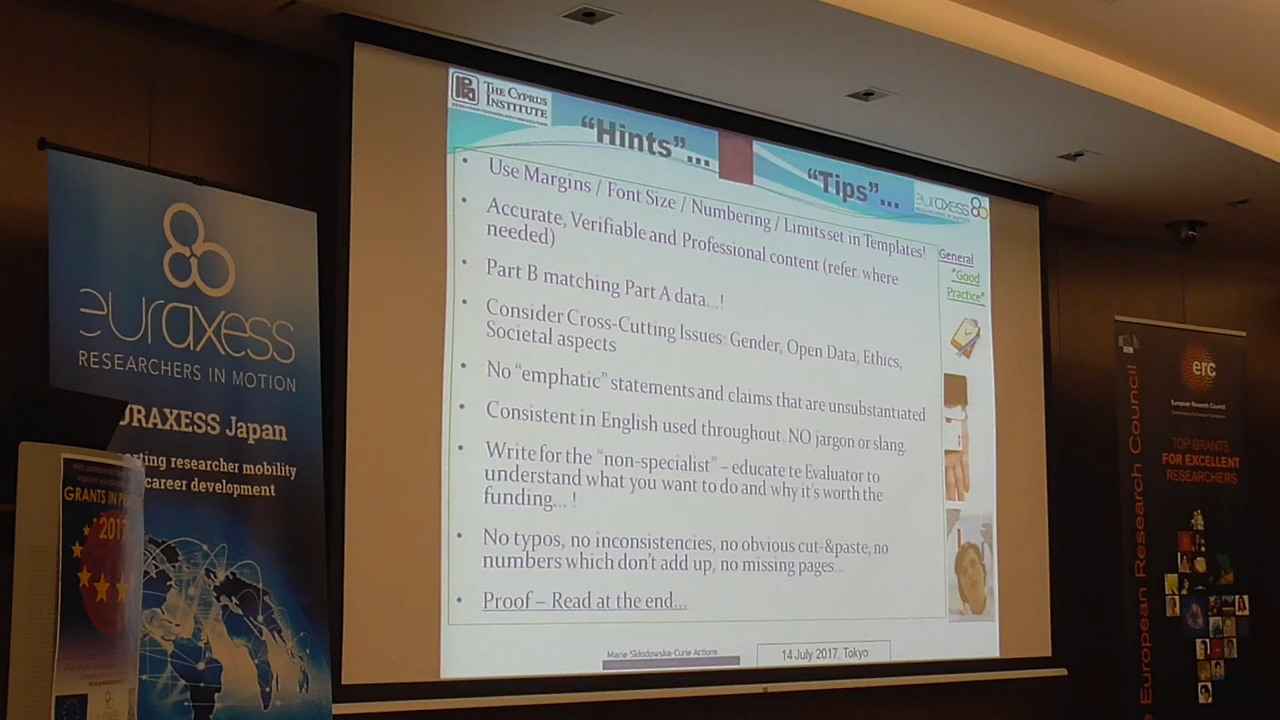 THE CYPRUS
INSTITUTE
"Hints"...
"Tips"...
euraxess
• Use Margins / Font Size / Numbering / Limits set in Templates!
• Accurate, Verifiable and Professional content (refer. where
needed)
• Part B matching Part A data...!
• Consider Cross-Cutting Issues: Gender, Open Data, Ethics,
Societal aspects
• No "emphatic" statements and claims that are unsubstantiated
• Consistent in English used throughout. NO jargon or slang.
• Write for the "non-specialist" – educate te Evaluator to
understand what you want to do and why it's worth the
funding... !
• No typos, no inconsistencies, no obvious cut-&paste, no
numbers which don't add up, no missing pages...
• Proof – Read at the end...
General
"Good
Practice"
Marie Skłodowska-Curie Actions
14 July 2017, Tokyo
euraxess
RESEARCHERS IN MOTION
URAXESS Japan
rting researcher mobility
career development
GRANTS IN P
2017
European Research Council
erc
European Research Council
TOP GRANTS
FOR EXCELLENT
RESEARCHERS